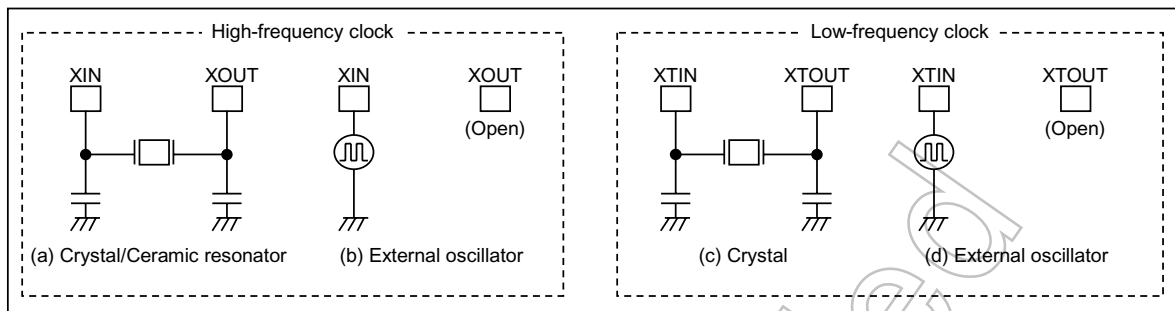 High-frequency clock
XIN XOUT XIN XOUT
(Open)
(a) Crystal/Ceramic resonator (b) External oscillator
Low-frequency clock
XTIN XTOUT XTIN XTOUT
(Open)
(c) Crystal (d) External oscillator